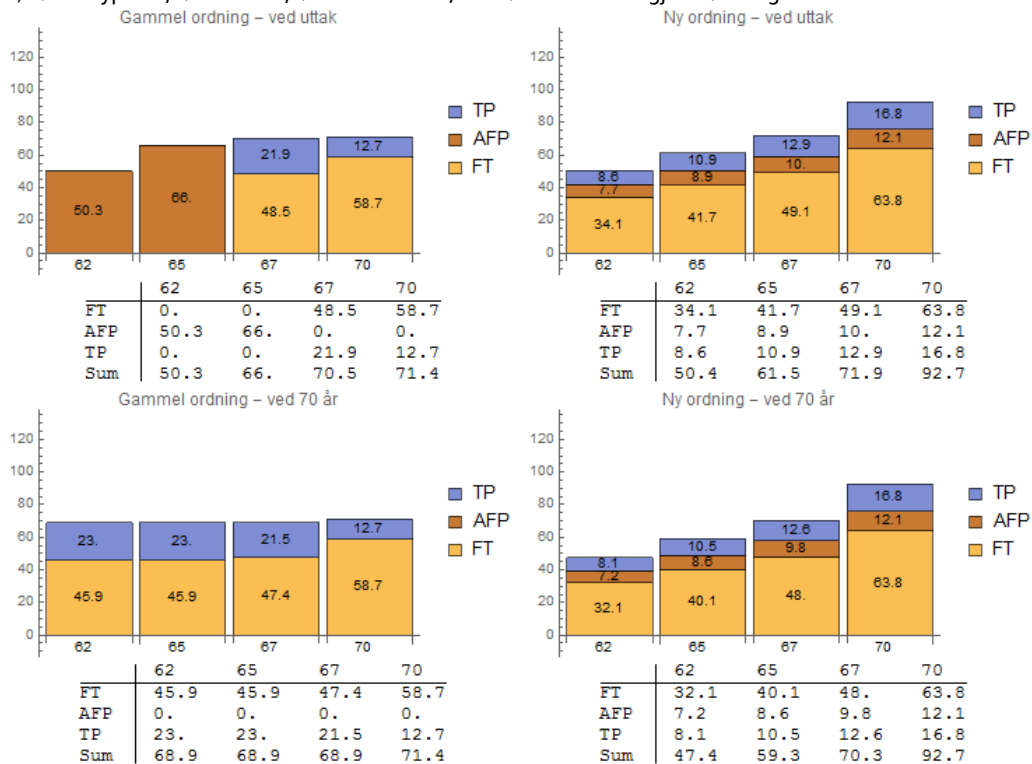 Gammel ordning – ved uttak
120
100
80
60
40
20
0
50.3
66.
21.9
48.5
12.7
58.7
62 65 67 70
TP
AFP
FT
62 65 67 70
FT 0. 0. 48.5 58.7
AFP 50.3 66. 0. 0.
TP 0. 0. 21.9 12.7
Sum 50.3 66. 70.5 71.4
Ny ordning – ved uttak
120
100
80
60
40
20
0
8.6
7.7
34.1
10.9
8.9
41.7
12.9
10.
49.1
16.8
12.1
63.8
62 65 67 70
TP
AFP
FT
62 65 67 70
FT 34.1 41.7 49.1 63.8
AFP 7.7 8.9 10. 12.1
TP 8.6 10.9 12.9 16.8
Sum 50.4 61.5 71.9 92.7
Gammel ordning – ved 70 år
120
100
80
60
40
20
0
23.
45.9
23.
45.9
21.5
47.4
12.7
58.7
62 65 67 70
TP
AFP
FT
62 65 67 70
FT 45.9 45.9 47.4 58.7
AFP 0. 0. 0. 0.
TP 23. 23. 21.5 12.7
Sum 68.9 68.9 68.9 71.4
Ny ordning – ved 70 år
120
100
80
60
40
20
0
8.1
7.2
32.1
10.5
8.6
40.1
12.6
9.8
48.
16.8
12.1
63.8
62 65 67 70
TP
AFP
FT
62 65 67 70
FT 32.1 40.1 48. 63.8
AFP 7.2 8.6 9.8 12.1
TP 8.1 10.5 12.6 16.8
Sum 47.4 59.3 70.3 92.7